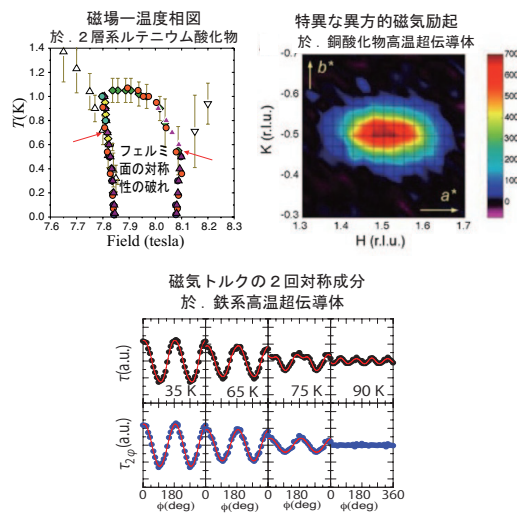 磁場ー温度相図
於．２層系ルテニウム酸化物
1.4
1.2
1.0
0.8
0.6
0.4
0.2
0.0
T(K)
フェルミ
面の対称
性の破れ
7.6 7.7 7.8 7.9 8.0 8.1 8.2 8.3
Field (tesla)
特異な異方的磁気励起
於．銅酸化物高温超伝導体
-0.7
-0.6
-0.5
-0.4
-0.3
K (r.l.u.)
b*
a*
1.3 1.4 1.5 1.6 1.7
H (r.l.u.)
700
600
500
400
300
200
100
0
磁気トルクの２回対称成分
於．鉄系高温超伝導体
τ(a.u.)
35 K 65 K 75 K 90 K
τ2φ(a.u.)
0 180 0 180 0 180 0 180 360
ϕ(deg) ϕ(deg) ϕ(deg) ϕ(deg)